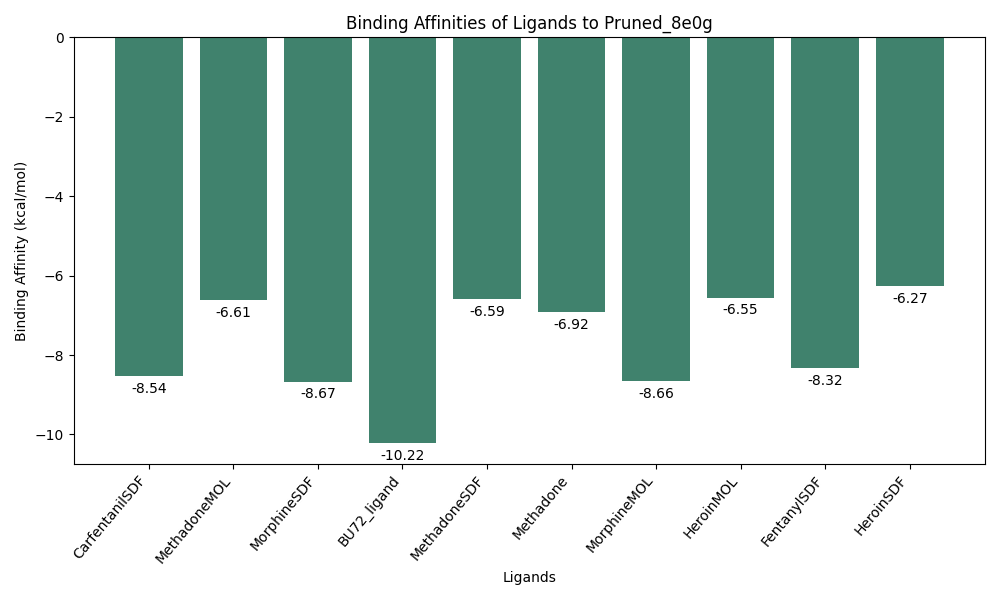 Binding Affinities of Ligands to Pruned_8e0g
Binding Affinity (kcal/mol)
0
−2
−4
−6
−8
−10
-8.54
-6.61
-8.67
-10.22
-6.59
-6.92
-8.66
-6.55
-8.32
-6.27
CarfentanilSDF
MethadoneMOL
MorphineSDF
BU72_ligand
MethadoneSDF
Methadone
MorphineMOL
HeroinMOL
FentanylSDF
HeroinSDF
Ligands